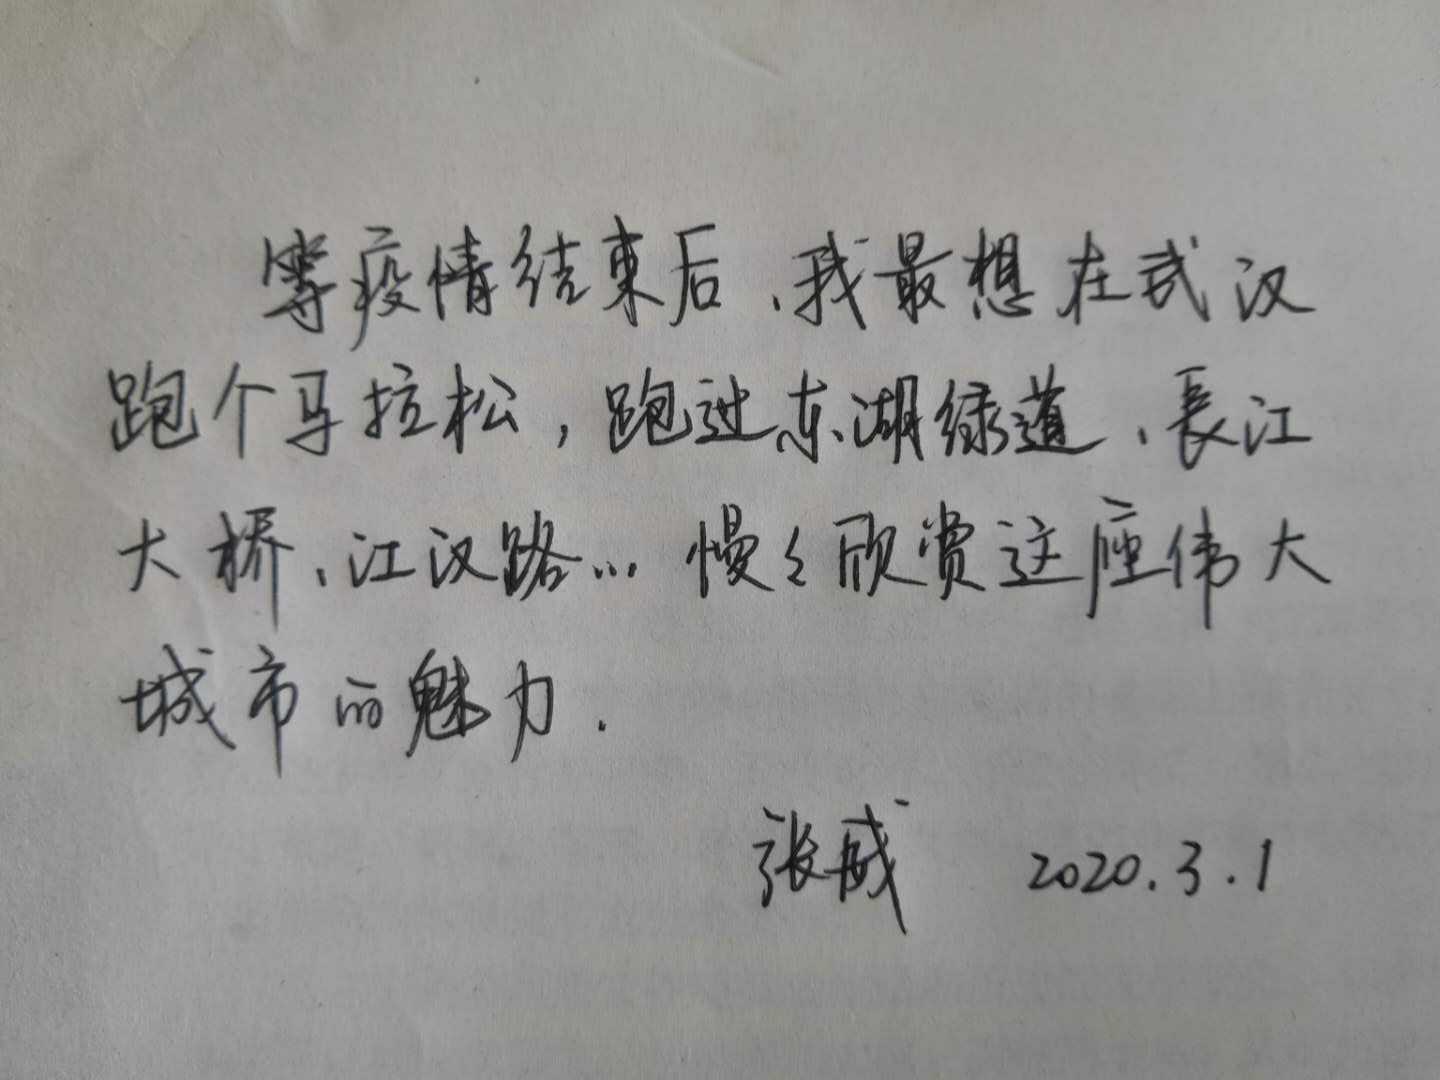 等疫情结束后、我最想在武汉
跑个马拉松，跑过东湖绿道、長江
大桥、江汉路… 慢々欣赏这座伟大
城市的魅力.
张威 2020.3.1